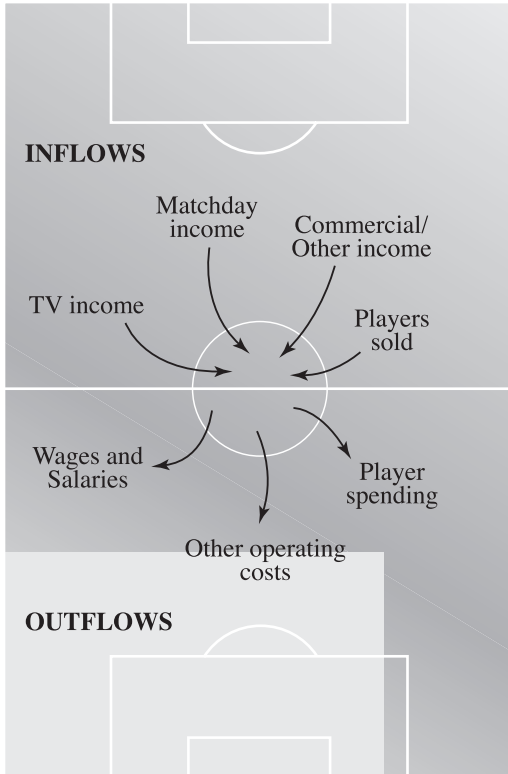 INFLOWS
Matchday
income
Commercial/
Other income
TV income
Players
sold
Wages and
Salaries
Player
spending
Other operating
costs
OUTFLOWS